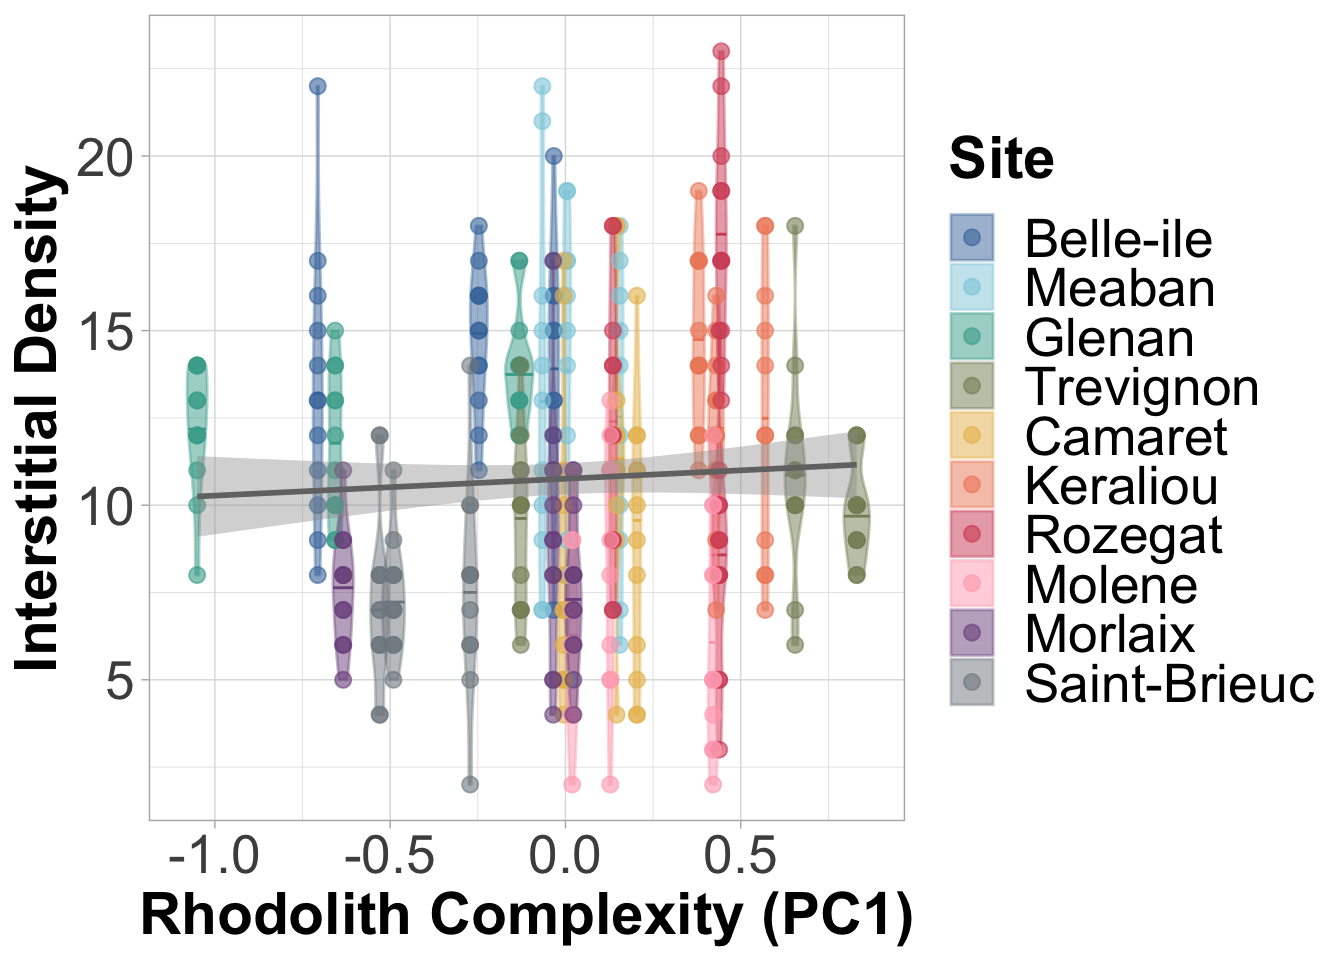 Interstitial Density
20
15
10
5
-1.0 -0.5 0.0 0.5
Rhodolith Complexity (PC1)
Site
Belle-ile
Meaban
Glenan
Trevignon
Camaret
Keraliou
Rozegat
Molene
Morlaix
Saint-Brieuc